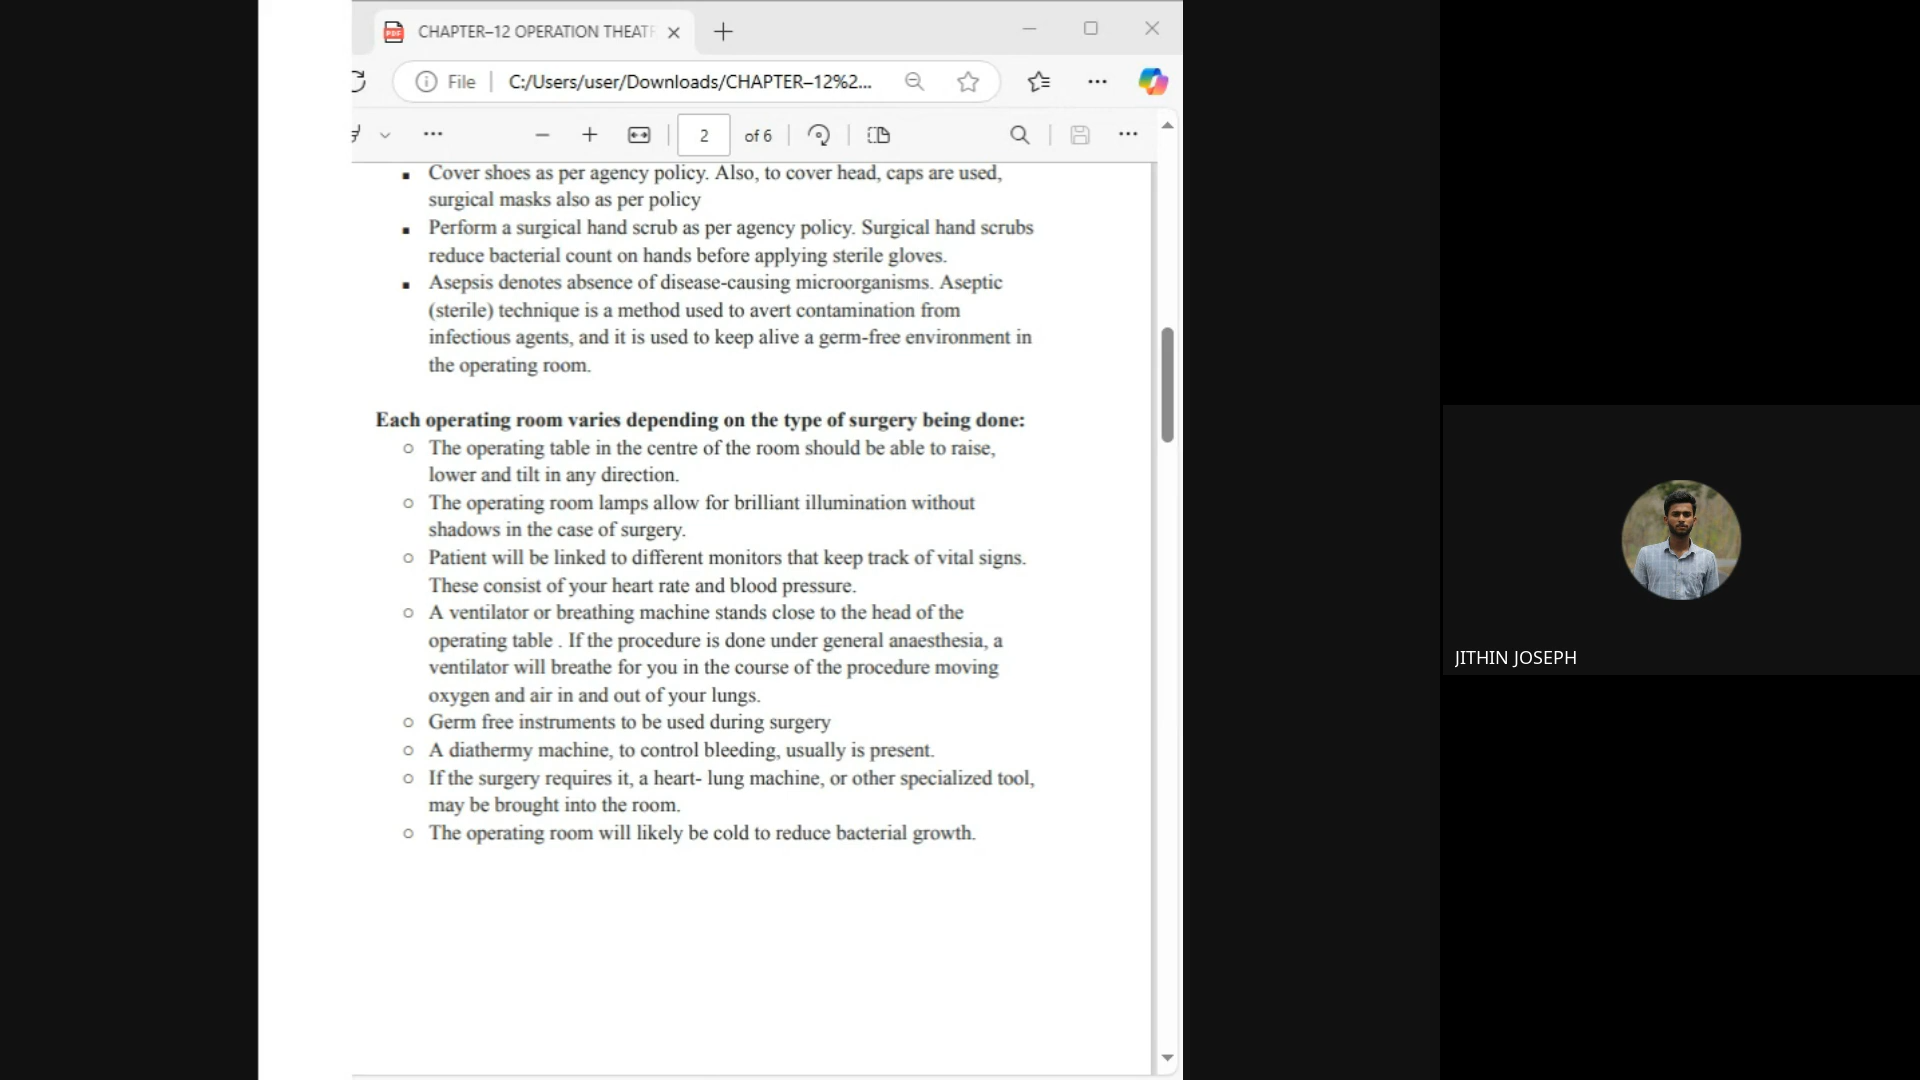 CHAPTER–12 OPERATION THEAT
File
C:/Users/user/Downloads/CHAPTER–12%2...
2 of 6
▪ Cover shoes as per agency policy. Also, to cover head, caps are used,
surgical masks also as per policy
▪ Perform a surgical hand scrub as per agency policy. Surgical hand scrubs
reduce bacterial count on hands before applying sterile gloves.
▪ Asepsis denotes absence of disease-causing microorganisms. Aseptic
(sterile) technique is a method used to avert contamination from
infectious agents, and it is used to keep alive a germ-free environment in
the operating room.
Each operating room varies depending on the type of surgery being done:
○ The operating table in the centre of the room should be able to raise,
lower and tilt in any direction.
○ The operating room lamps allow for brilliant illumination without
shadows in the case of surgery.
○ Patient will be linked to different monitors that keep track of vital signs.
These consist of your heart rate and blood pressure.
○ A ventilator or breathing machine stands close to the head of the
operating table . If the procedure is done under general anaesthesia, a
ventilator will breathe for you in the course of the procedure moving
oxygen and air in and out of your lungs.
○ Germ free instruments to be used during surgery
○ A diathermy machine, to control bleeding, usually is present.
○ If the surgery requires it, a heart- lung machine, or other specialized tool,
may be brought into the room.
○ The operating room will likely be cold to reduce bacterial growth.
JITHIN JOSEPH